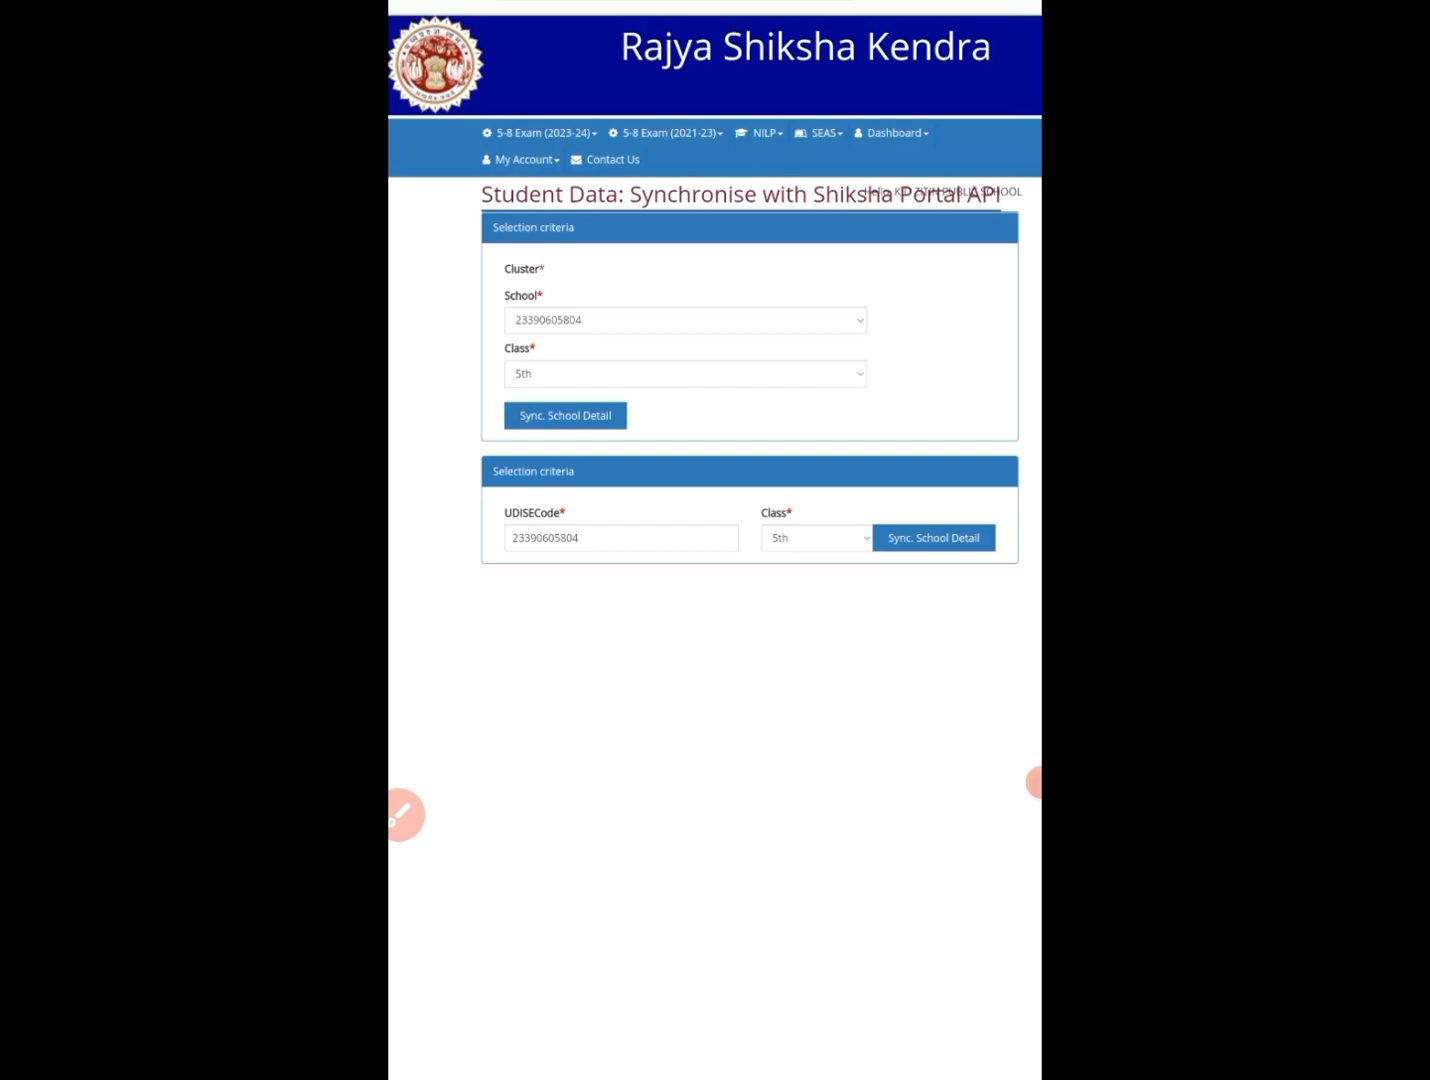 Rajya Shiksha Kendra
5-8 Exam (2023-24) 5-8 Exam (2021-23) NILP SEAS Dashboard
My Account Contact Us
Student Data: Synchronise with Shiksha Portal API
PUBLIC SCHOOL
Selection criteria
Cluster*
School*
23390605804
Class*
5th
Sync. School Detail
Selection criteria
UDISECode* Class*
23390605804 5th Sync. School Detail